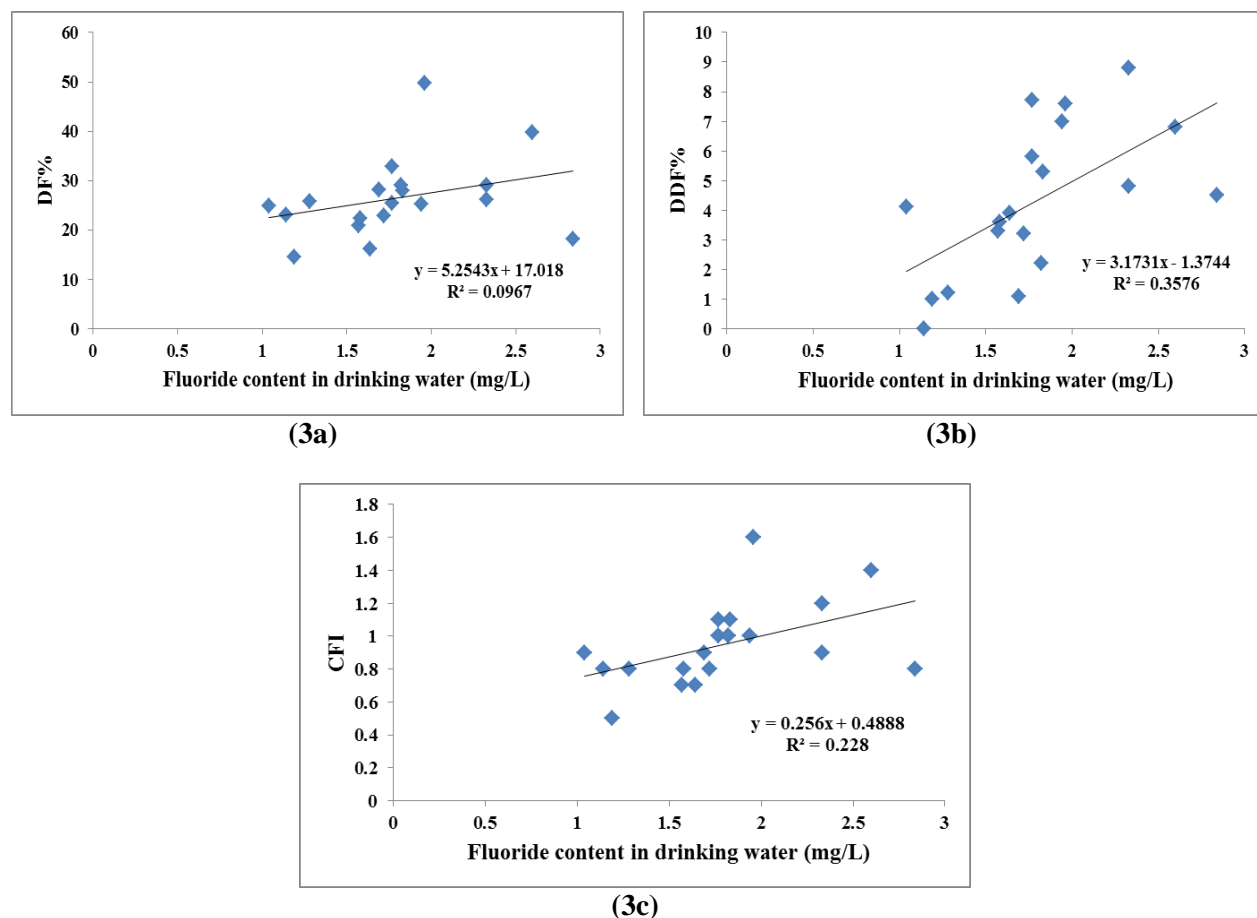 60
50
40
30
20
10
0
DF%
y = 5.2543x + 17.018
R² = 0.0967
0 0.5 1 1.5 2 2.5 3
Fluoride content in drinking water (mg/L)
(3a)
10
9
8
7
6
5
4
3
2
1
0
DDF%
y = 3.1731x - 1.3744
R² = 0.3576
0 0.5 1 1.5 2 2.5 3
Fluoride content in drinking water (mg/L)
(3b)
1.8
1.6
1.4
1.2
1
0.8
0.6
0.4
0.2
0
CFI
y = 0.256x + 0.4888
R² = 0.228
0 0.5 1 1.5 2 2.5 3
Fluoride content in drinking water (mg/L)
(3c)